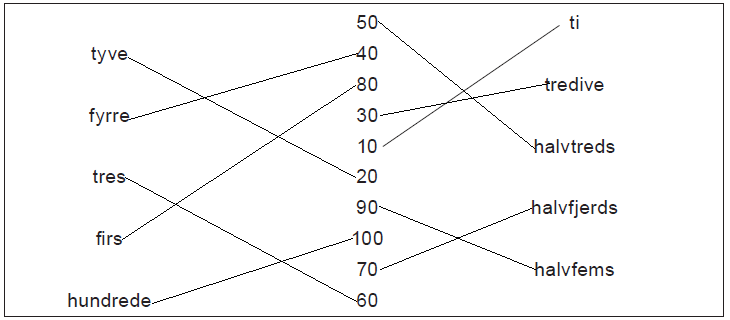 50 ti
tyve 40
80 tredive
fyrre 30
10 halvtreds
tres 20
90 halvfjerds
firs 100
70 halvfems
hundrede 60